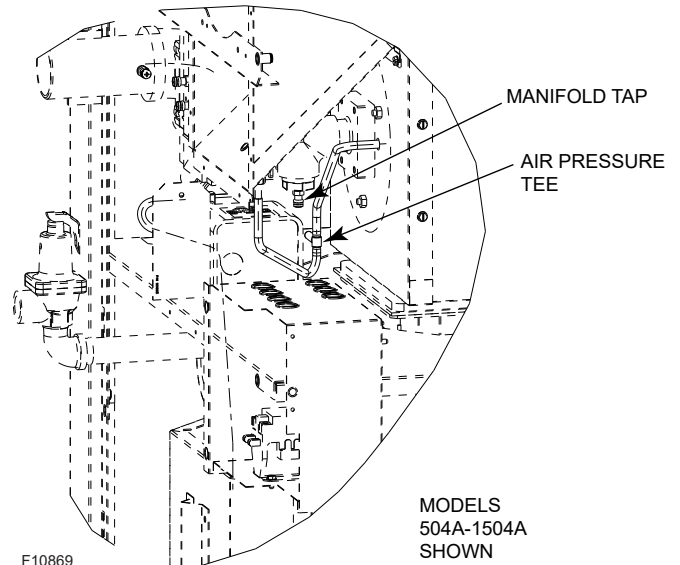 MANIFOLD TAP
AIR PRESSURE
TEE
MODELS
504A-1504A
SHOWN
F10869